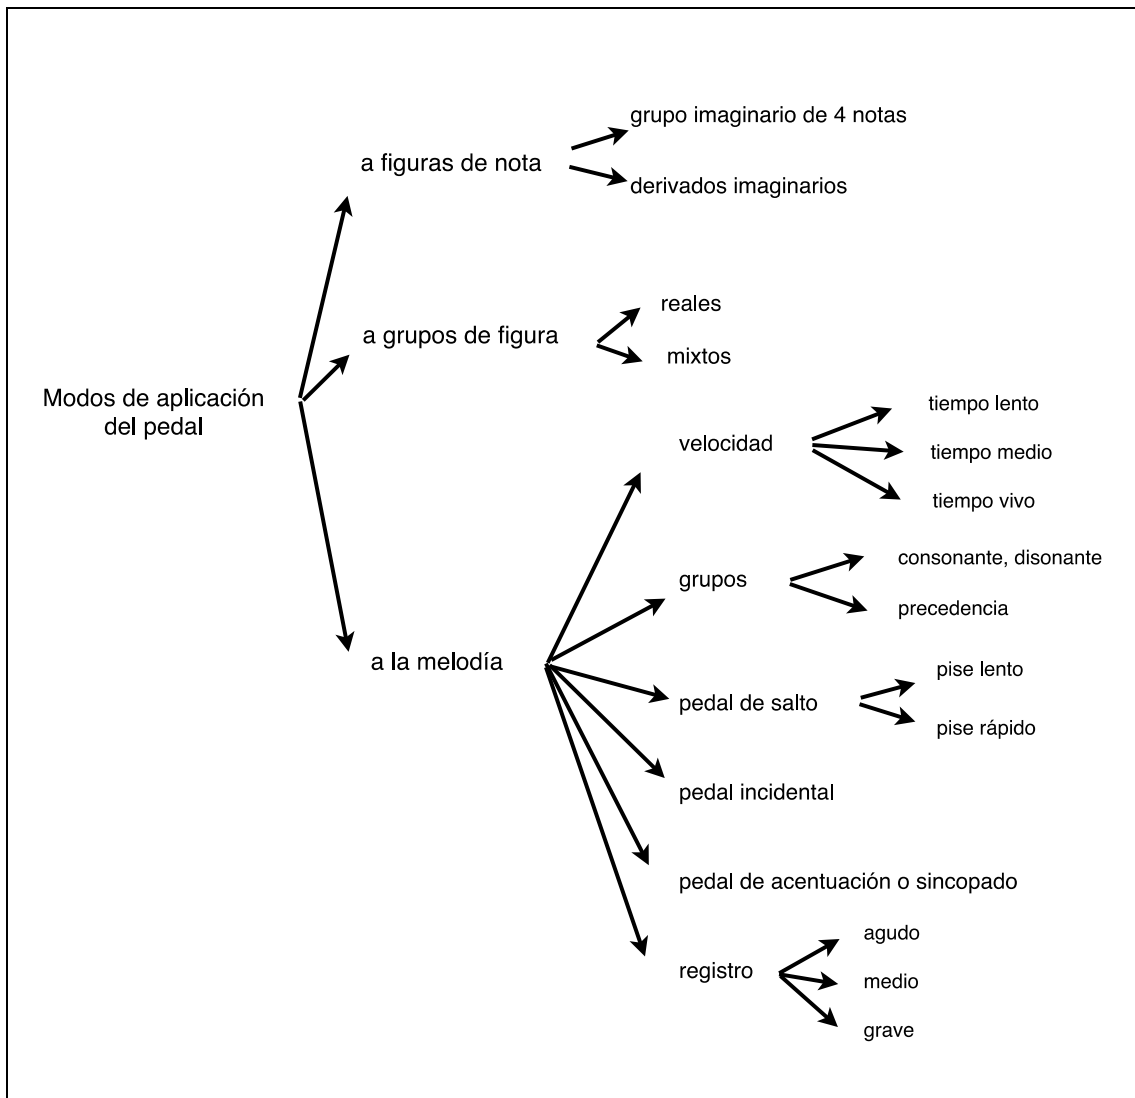 grupo imaginario de 4 notas
a figuras de nota
derivados imaginarios
reales
a grupos de figura
mixtos
Modos de aplicación
del pedal
tiempo lento
velocidad
tiempo medio
tiempo vivo
consonante, disonante
grupos
precedencia
a la melodía
pise lento
pedal de salto
pise rápido
pedal incidental
pedal de acentuación o sincopado
agudo
registro
medio
grave